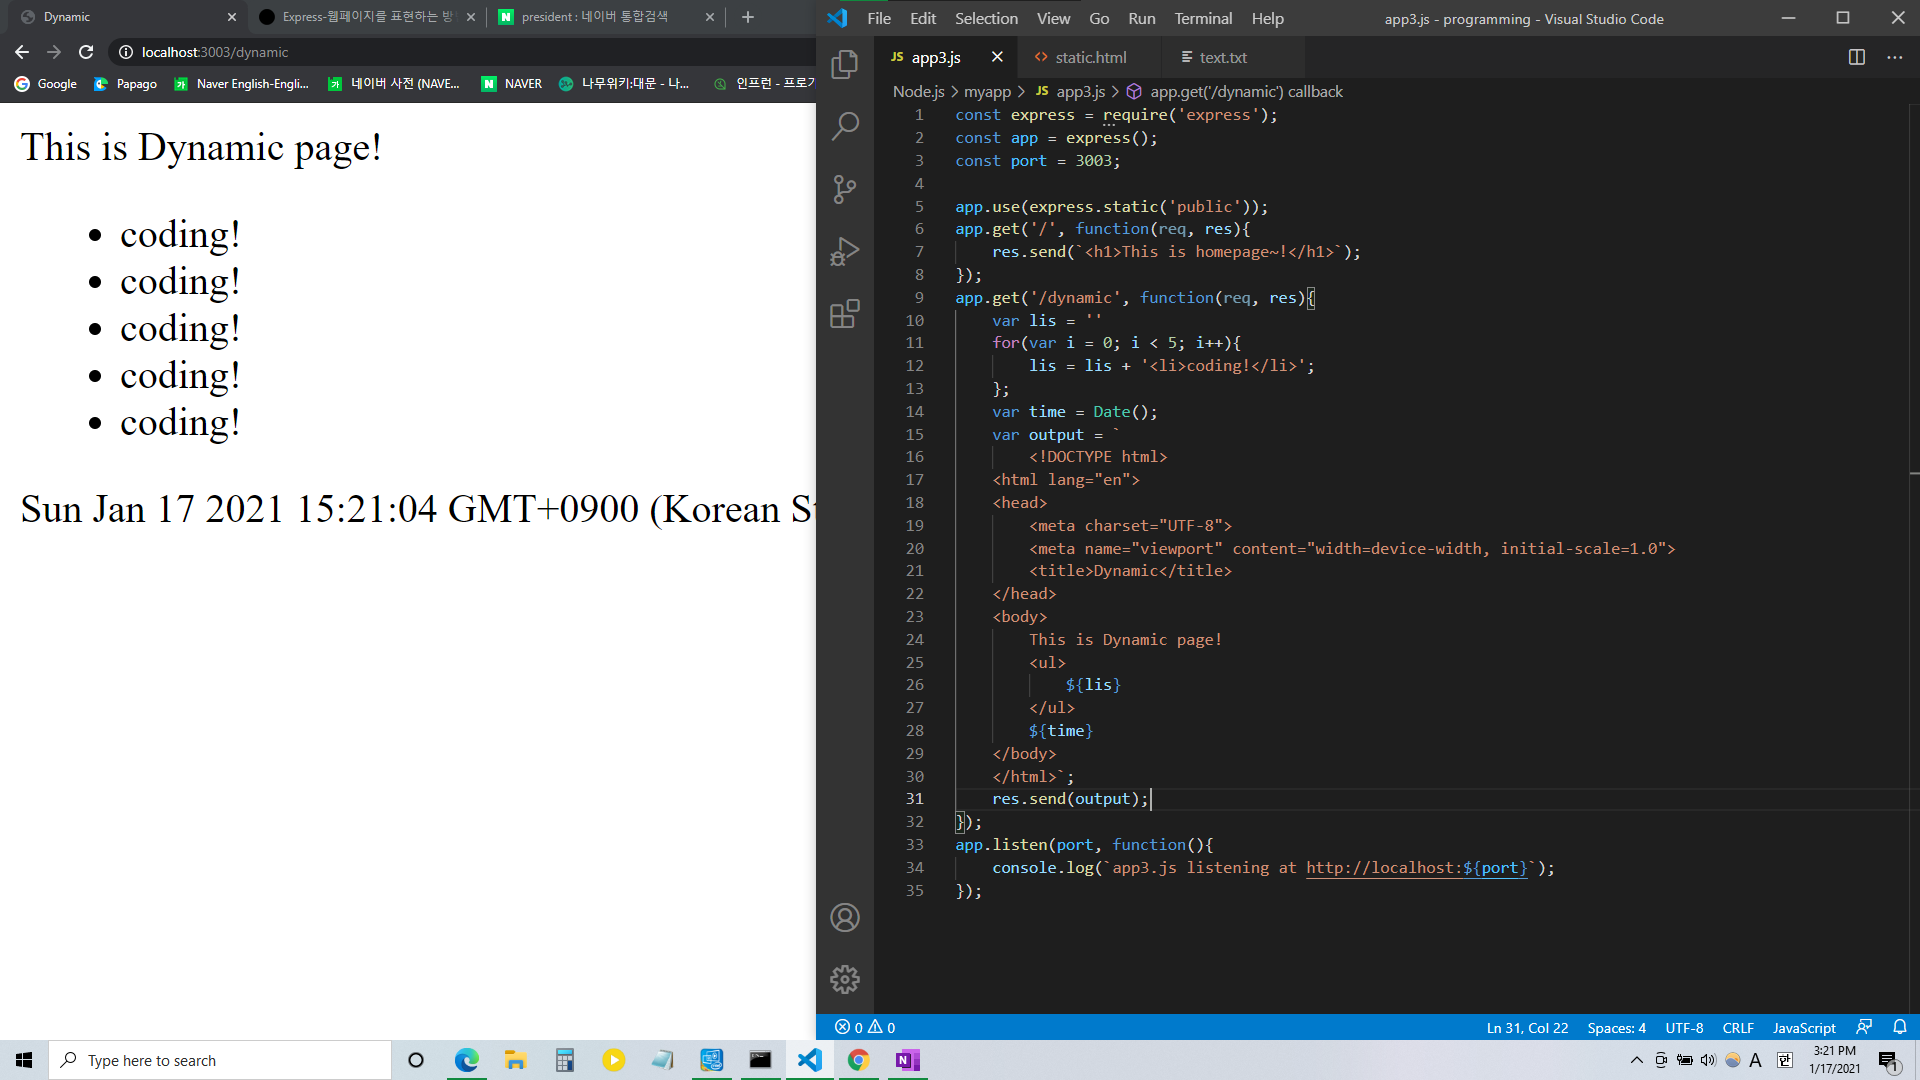 Dynamic
Express-웹페이지를 표현하는 방
president : 네이버 통합검색
localhost:3003/dynamic
Google
Papago
Naver English-Engli...
네이버 사전 (NAVE...
NAVER
나무위키:대문 - 나...
인프런 - 프로
This is Dynamic page!
• coding!
• coding!
• coding!
• coding!
• coding!
Sun Jan 17 2021 15:21:04 GMT+0900 (Korean St
File Edit Selection View Go Run Terminal Help
app3.js - programming - Visual Studio Code
JS app3.js
<> static.html
text.txt
Node.js > myapp > JS app3.js > app.get('/dynamic') callback
1 const express = require('express');
2 const app = express();
3 const port = 3003;
4
5 app.use(express.static('public'));
6 app.get('/', function(req, res){
7     res.send(`<h1>This is homepage~!</h1>`);
8 });
9 app.get('/dynamic', function(req, res){
10     var lis = ''
11     for(var i = 0; i < 5; i++){
12         lis = lis + '<li>coding!</li>';
13     };
14     var time = Date();
15     var output = `
16         <!DOCTYPE html>
17     <html lang="en">
18     <head>
19         <meta charset="UTF-8">
20         <meta name="viewport" content="width=device-width, initial-scale=1.0">
21         <title>Dynamic</title>
22     </head>
23     <body>
24         This is Dynamic page!
25         <ul>
26             ${lis}
27         </ul>
28         ${time}
29     </body>
30     </html>`;
31     res.send(output);
32 });
33 app.listen(port, function(){
34     console.log(`app3.js listening at http://localhost:${port}`);
35 });
0 0
Ln 31, Col 22
Spaces: 4
UTF-8
CRLF
JavaScript
Type here to search
A
한
3:21 PM
1/17/2021
1